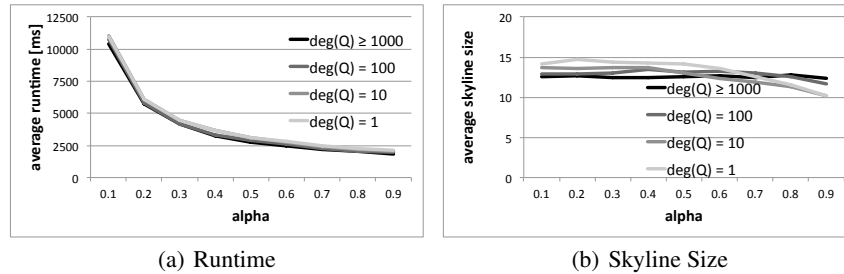 average runtime [ms]
12500
10000
7500
5000
2500
0
deg(Q) ≥ 1000
deg(Q) = 100
deg(Q) = 10
deg(Q) = 1
0.1 0.2 0.3 0.4 0.5 0.6 0.7 0.8 0.9
alpha
(a) Runtime
average skyline size
20
15
10
5
0
deg(Q) ≥ 1000
deg(Q) = 100
deg(Q) = 10
deg(Q) = 1
0.1 0.2 0.3 0.4 0.5 0.6 0.7 0.8 0.9
alpha
(b) Skyline Size